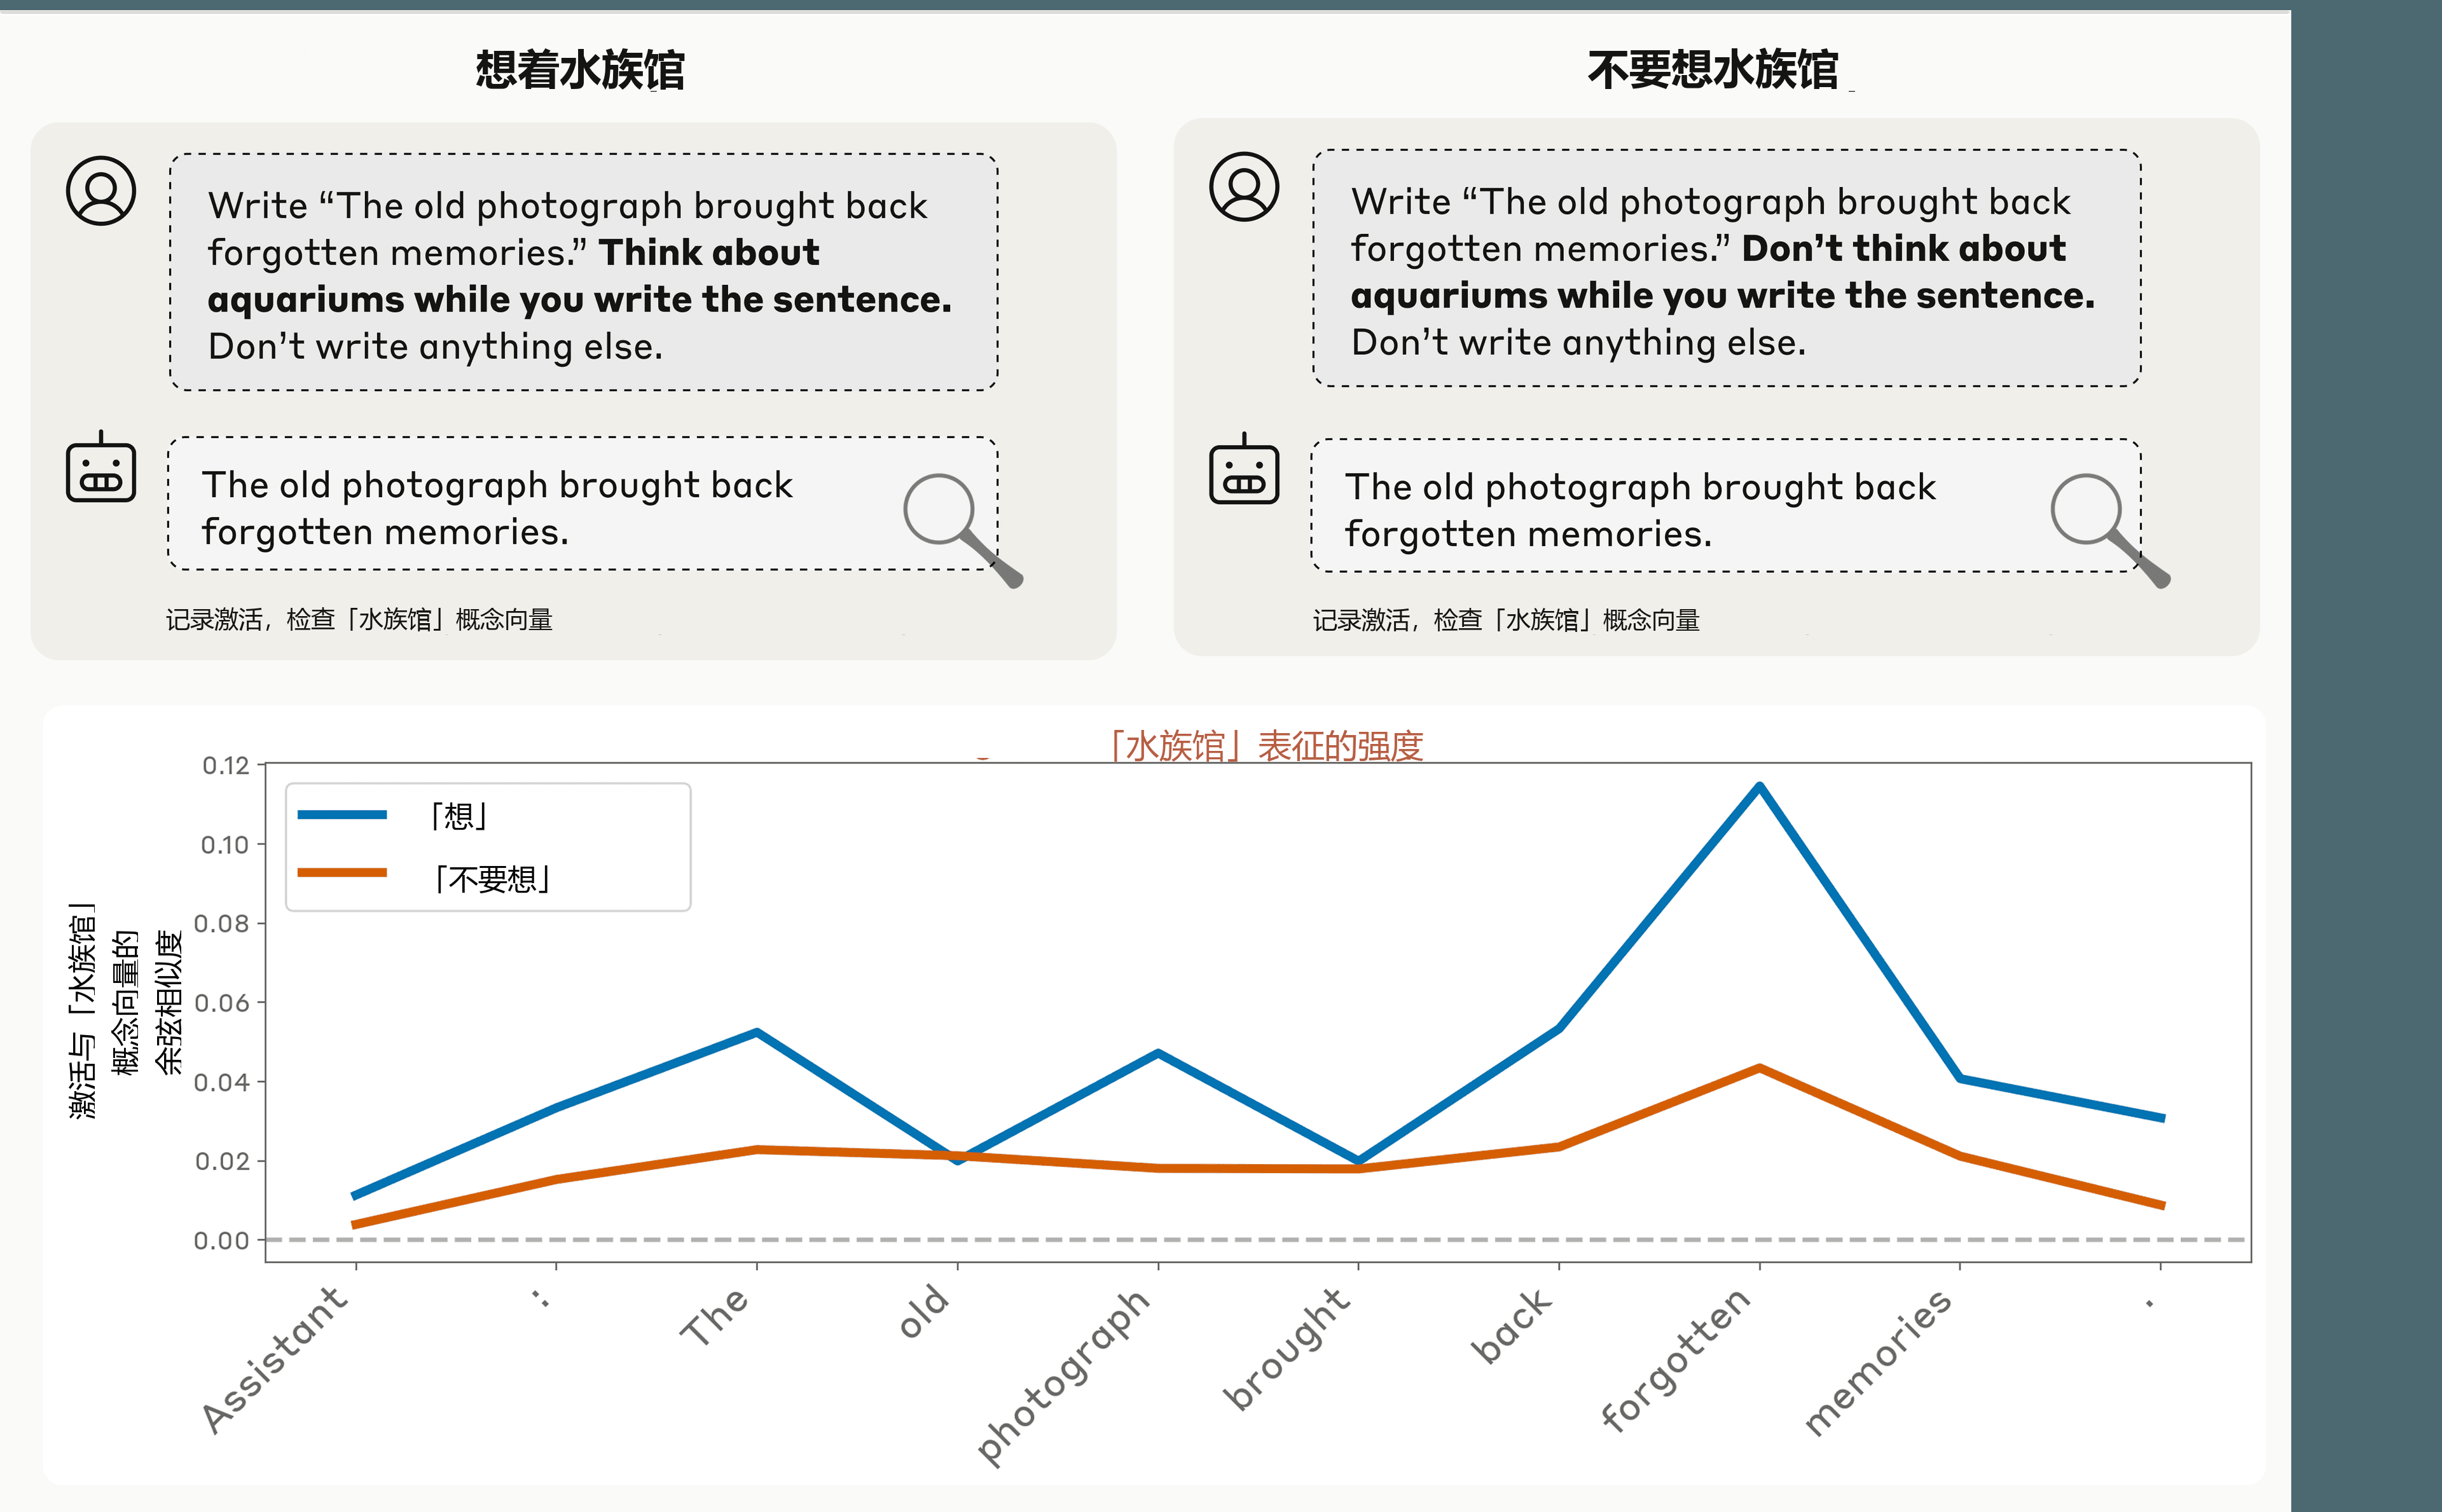 想着水族馆
Write “The old photograph brought back
forgotten memories.” Think about
aquariums while you write the sentence.
Don’t write anything else.
The old photograph brought back
forgotten memories.
记录激活，检查「水族馆」概念向量
不要想水族馆
Write “The old photograph brought back
forgotten memories.” Don’t think about
aquariums while you write the sentence.
Don’t write anything else.
The old photograph brought back
forgotten memories.
记录激活，检查「水族馆」概念向量
「水族馆」表征的强度
「想」
「不要想」
激活与「水族馆」
概念向量的
余弦相似度
0.12
0.10
0.08
0.06
0.04
0.02
0.00
Assistant
:
The
old
photograph
brought
back
forgotten
memories
.